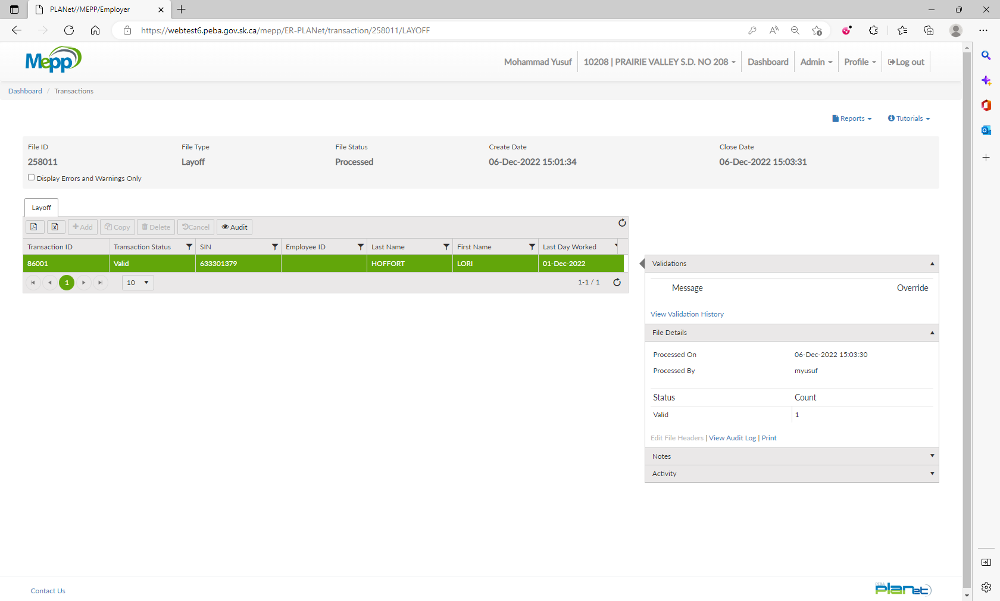 PLANet//MEPP/Employer
https://webtest6.peba.gov.sk.ca/mepp/ER-PLANet/transaction/258011/LAYOFF
Mepp
Mohammad Yusuf
10208 | PRAIRIE VALLEY S.D. NO 208
Dashboard
Admin
Profile
Log out
Dashboard / Transactions
Reports
Tutorials
File ID File Type File Status Create Date Close Date
258011 Layoff Processed 06-Dec-2022 15:01:34 06-Dec-2022 15:03:31
Display Errors and Warnings Only
Layoff
Add Copy Delete Cancel Audit
Transaction ID Transaction Status SIN Employee ID Last Name First Name Last Day Worked
86001 Valid 633301379 HOFFORT LORI 01-Dec-2022
1 10 1-1 / 1
Validations
Message Override
View Validation History
File Details
Processed On 06-Dec-2022 15:03:30
Processed By myusuf
Status Count
Valid 1
Edit File Headers | View Audit Log | Print
Notes
Activity
Contact Us
PEBA
planet